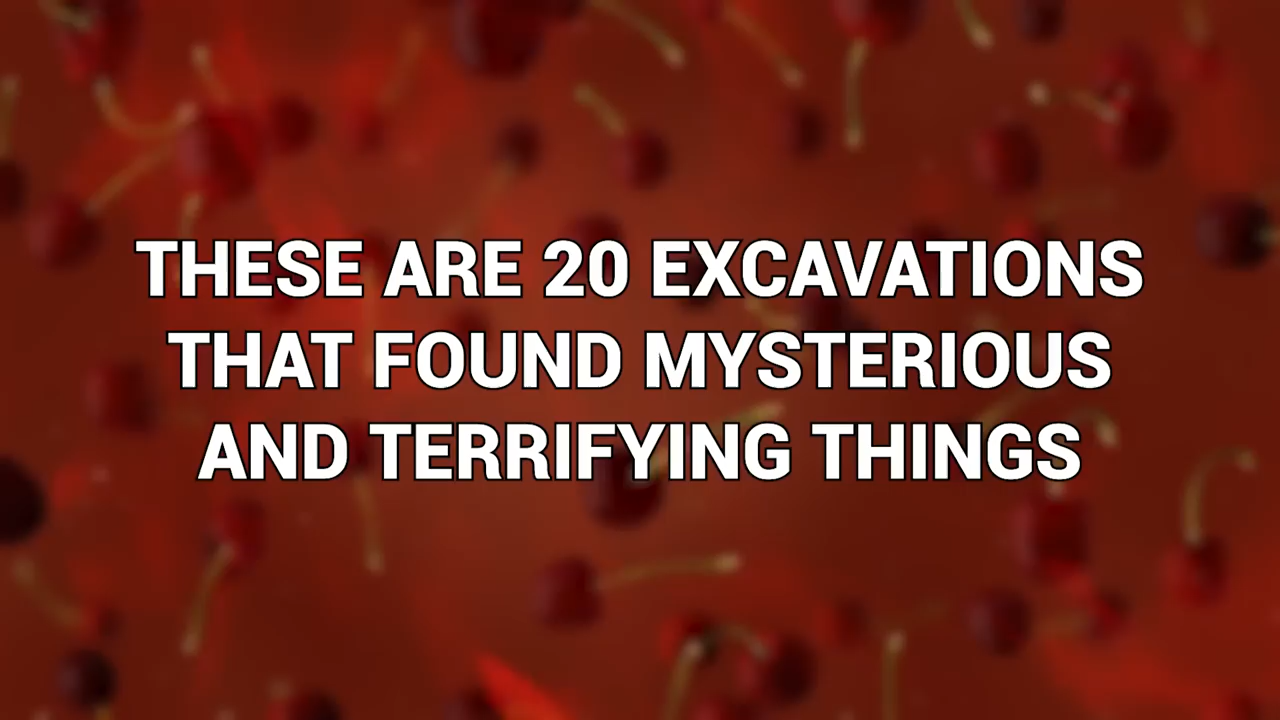 THESE ARE 20 EXCAVATIONS
THAT FOUND MYSTERIOUS
AND TERRIFYING THINGS